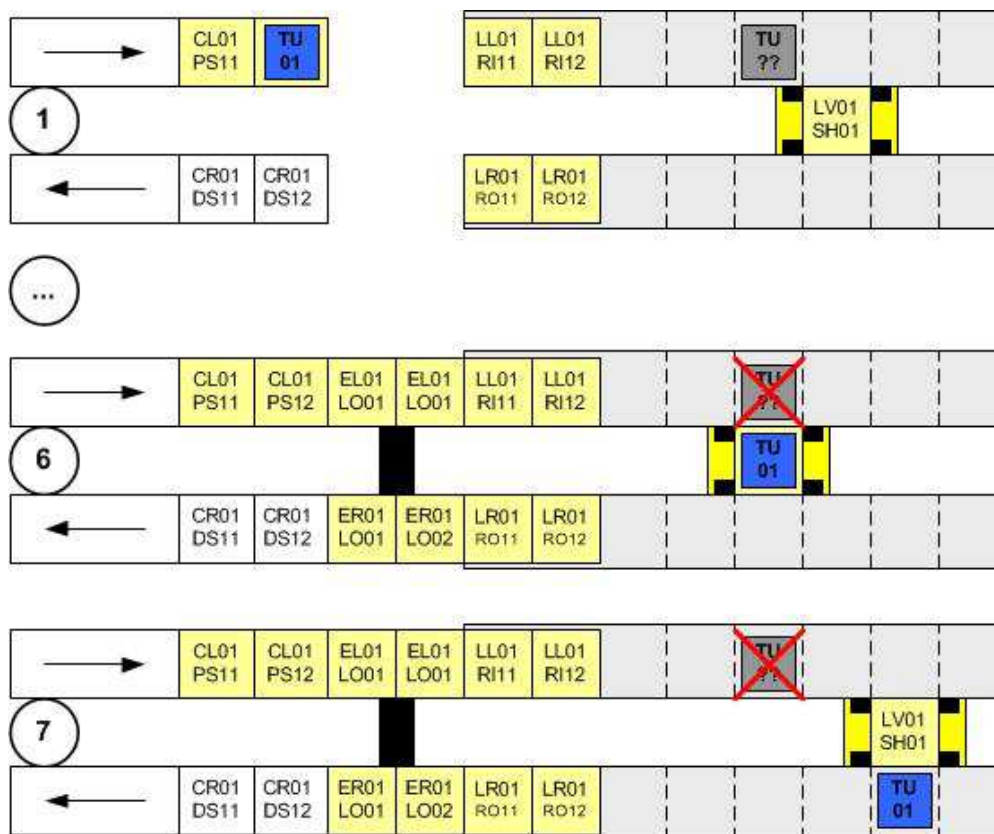 CL01 TU LL01 LL01 TU
PS11 01 RI11 RI12 ??
1 LV01
SH01
CR01 CR01 LR01 LR01
DS11 DS12 RO11 RO12
...
CL01 CL01 EL01 EL01 LL01 LL01 TU
PS11 PS12 LO01 LO01 RI11 RI12 ??
6 TU
01
CR01 CR01 ER01 ER01 LR01 LR01
DS11 DS12 LO01 LO02 RO11 RO12
CL01 CL01 EL01 EL01 LL01 LL01 TU
PS11 PS12 LO01 LO01 RI11 RI12 ??
7 LV01
SH01
CR01 CR01 ER01 ER01 LR01 LR01 TU
DS11 DS12 LO01 LO02 RO11 RO12 01